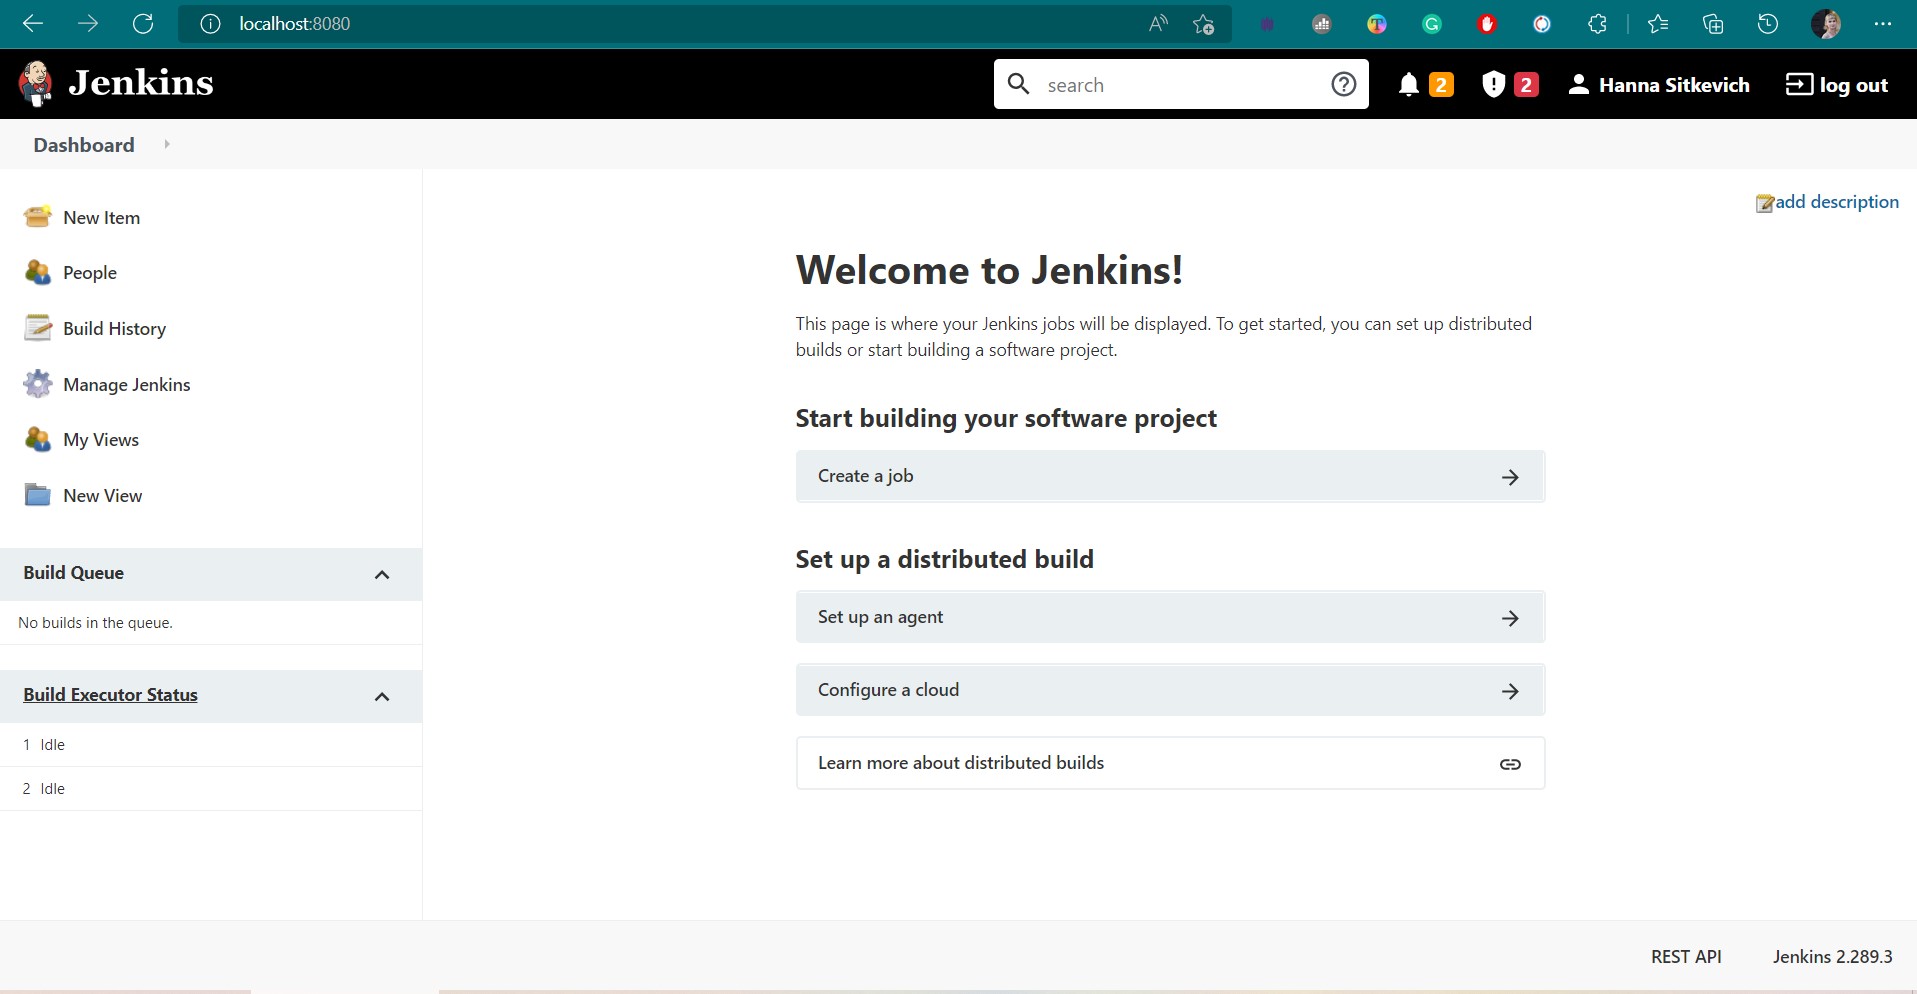 localhost:8080
Jenkins
search
2
2
Hanna Sitkevich
log out
Dashboard
add description
New Item
People
Build History
Manage Jenkins
My Views
New View
Build Queue
No builds in the queue.
Build Executor Status
1 Idle
2 Idle
Welcome to Jenkins!
This page is where your Jenkins jobs will be displayed. To get started, you can set up distributed
builds or start building a software project.
Start building your software project
Create a job
Set up a distributed build
Set up an agent
Configure a cloud
Learn more about distributed builds
REST API
Jenkins 2.289.3